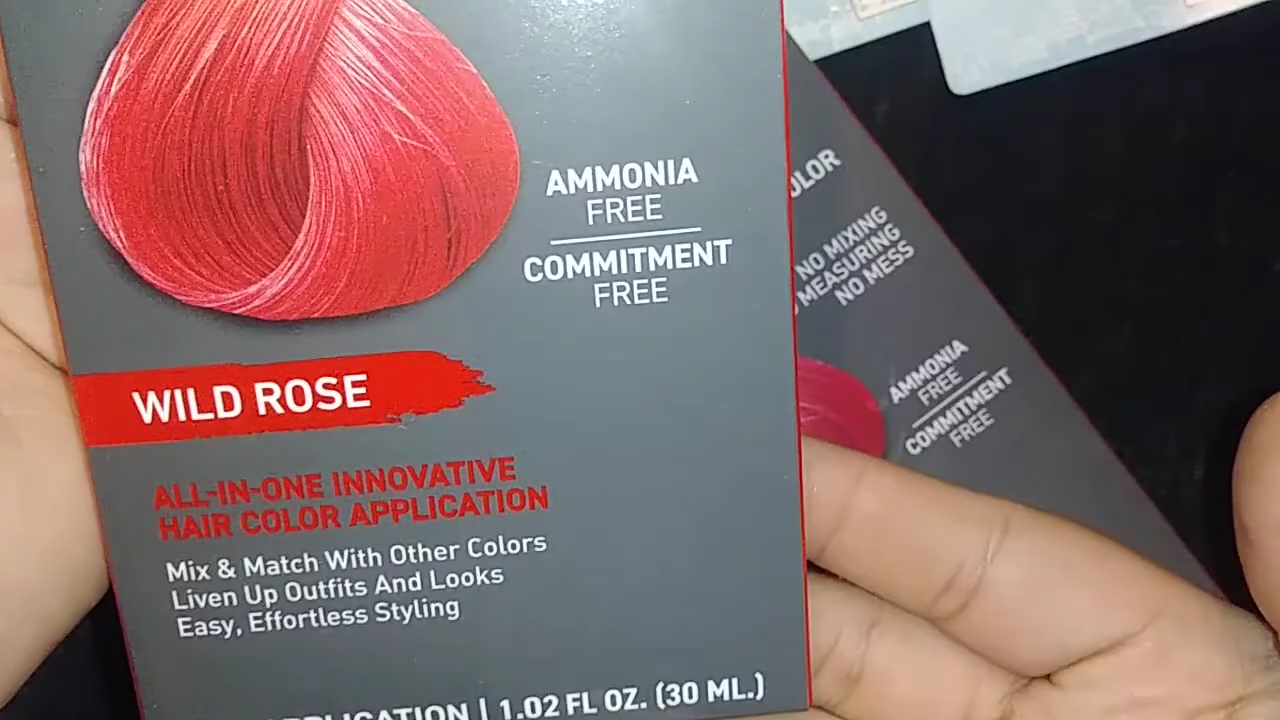 AMMONIA
FREE
COMMITMENT
FREE
WILD ROSE
ALL-IN-ONE INNOVATIVE
HAIR COLOR APPLICATION
Mix & Match With Other Colors
Liven Up Outfits And Looks
Easy, Effortless Styling
| 1.02 FL OZ. (30 ML.)
NO MIXING
MEASURING
NO MESS
AMMONIA
FREE
COMMITMENT
FREE